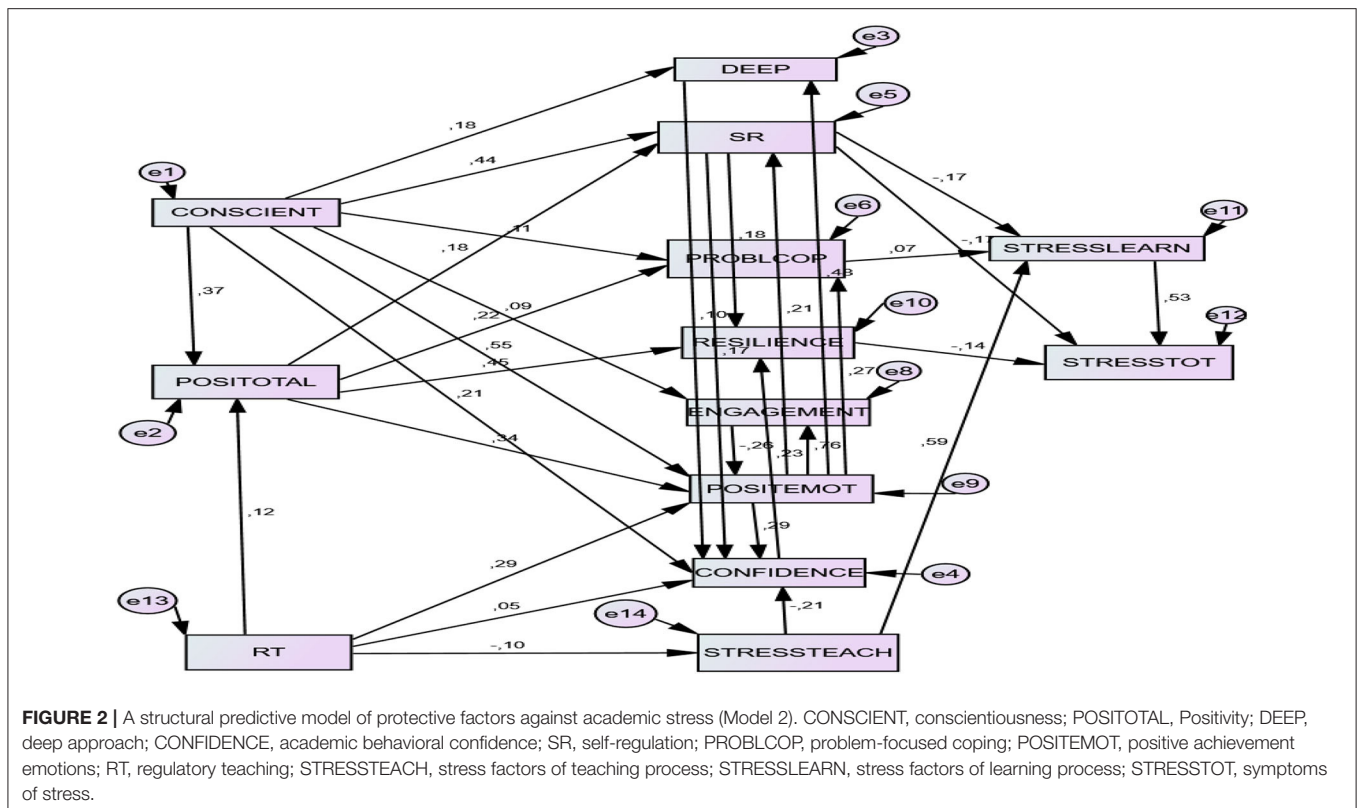 e3
DEEP
e5
,18
SR
,44
e1
-,17
e6
e11
CONSCIENT
,11
,18
,18
-,17
STRESSLEARN
PROBLCOP
,07
,48
,37
e10
,53
,09
,22
,10
,21
e12
RESILIENCE
,55
,17
-,14
,45
STRESSTOT
POSITOTAL
,27
e8
,21
ENGAGEMENT
e2
,34
-,26
,23
,76
,59
POSITEMOT
e9
,12
,29
,29
CONFIDENCE
e4
e13
,05
e14
-,21
RT
-,10
STRESSTEACH
FIGURE 2 | A structural predictive model of protective factors against academic stress (Model 2). CONSCIENT, conscientiousness; POSITOTAL, Positivity; DEEP,
deep approach; CONFIDENCE, academic behavioral confidence; SR, self-regulation; PROBLCOP, problem-focused coping; POSITEMOT, positive achievement
emotions; RT, regulatory teaching; STRESSTEACH, stress factors of teaching process; STRESSLEARN, stress factors of learning process; STRESSTOT, symptoms
of stress.